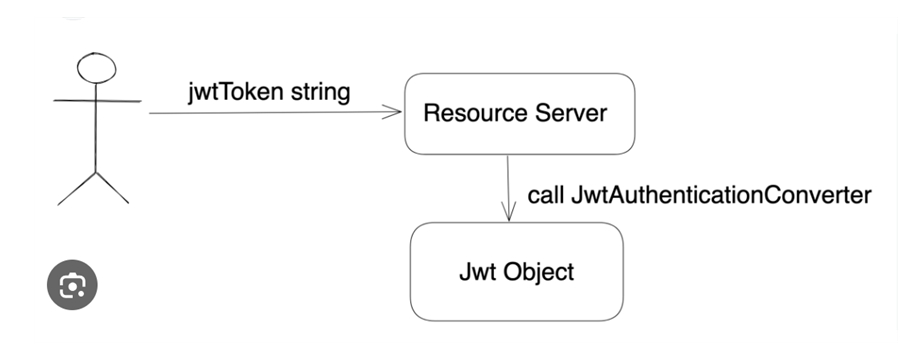 jwtToken string
Resource Server
call JwtAuthenticationConverter
Jwt Object